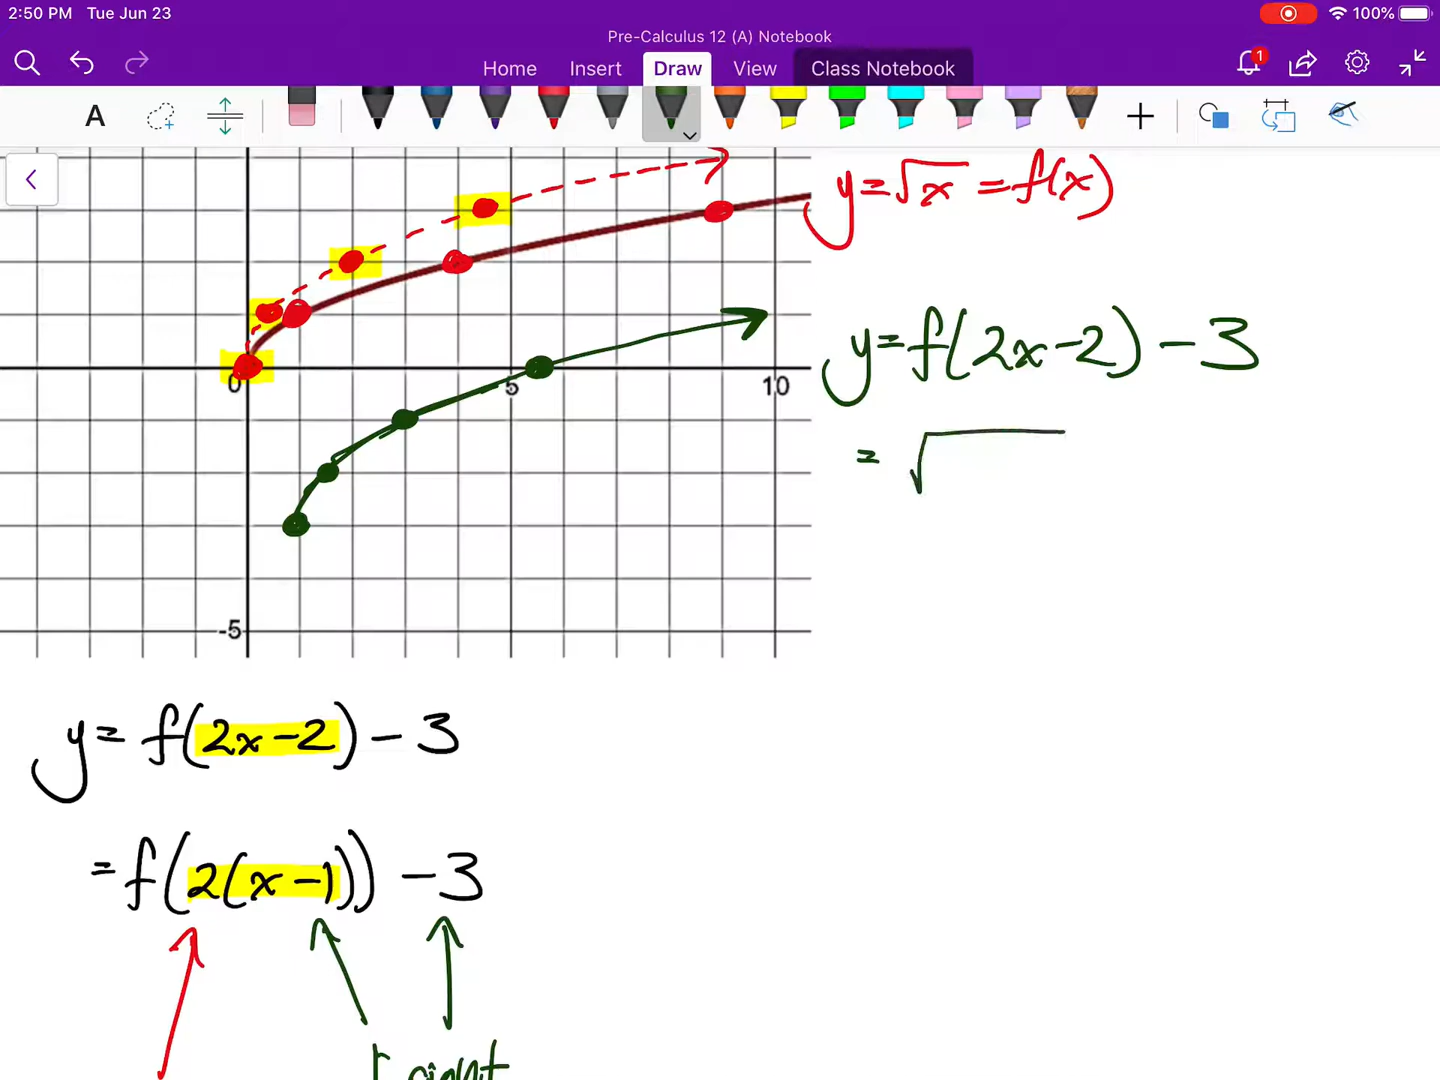 2:50 PM Tue Jun 23
100%
Pre-Calculus 12 (A) Notebook
Home Insert Draw View Class Notebook
1
A
y = √x = f(x)
y = f(2x-2) - 3
= √
0 5 10
-5
y = f(2x-2) - 3
= f(2(x-1)) - 3